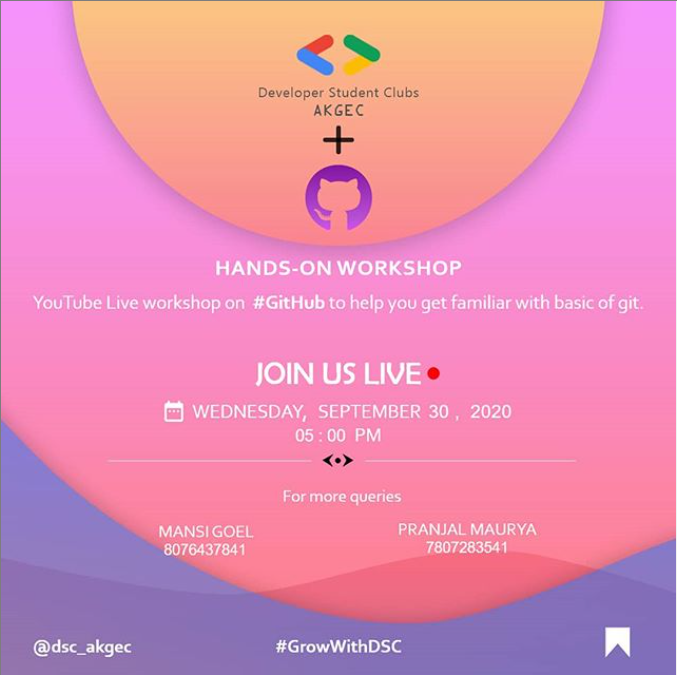 Developer Student Clubs
AKGEC
+
HANDS-ON WORKSHOP
YouTube Live workshop on #GitHub to help you get familiar with basic of git.
JOIN US LIVE
WEDNESDAY, SEPTEMBER 30 , 2020
05 : 00 PM
For more queries
MANSI GOEL
8076437841
PRANJAL MAURYA
7807283541
@dsc_akgec
#GrowWithDSC